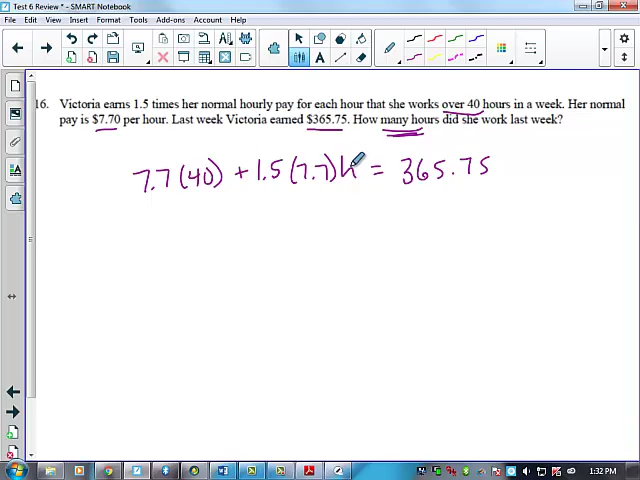 Test 6 Review * - SMART Notebook
File Edit View Insert Format Tools Add-ons Account Help
16. Victoria earns 1.5 times her normal hourly pay for each hour that she works over 40 hours in a week. Her normal
pay is $7.70 per hour. Last week Victoria earned $365.75. How many hours did she work last week?
7.7(40) + 1.5(7.7)h = 365.75
1:32 PM